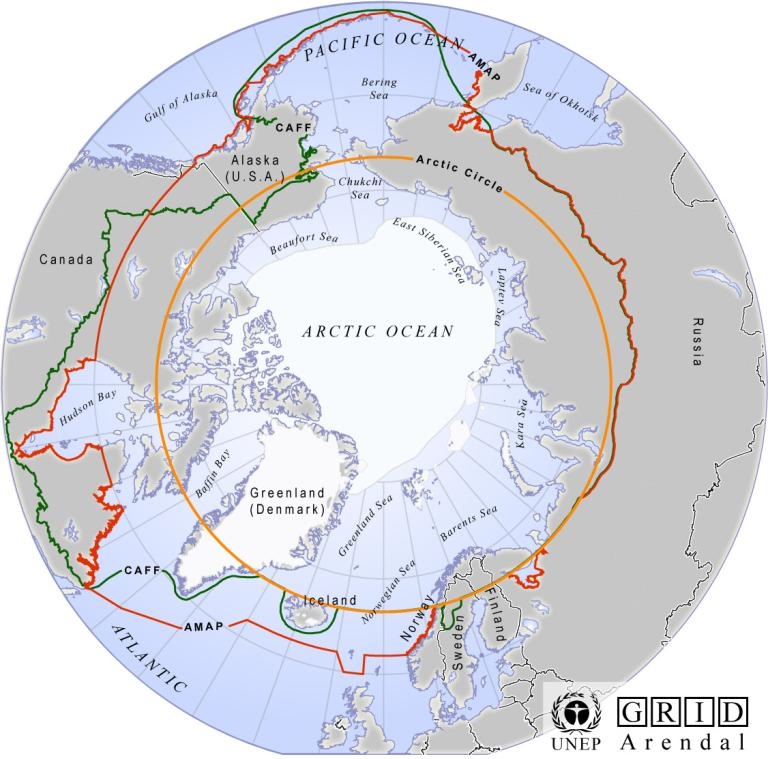 PACIFIC OCEAN
AMAP
Bering
Sea
Sea of Okhotsk
Gulf of Alaska
CAFF
Alaska
(U.S.A.)
Arctic Circle
Chukchi
Sea
Beaufort Sea
East Siberian Sea
Canada
Laptev Sea
ARCTIC OCEAN
Russia
Hudson Bay
Kara Sea
Baffin Bay
Greenland
(Denmark)
Greenland Sea
Barents Sea
CAFF
Norwegian Sea
Iceland
AMAP
Norway
Sweden
Finland
ATLANTIC
UNEP
GRID
Arendal